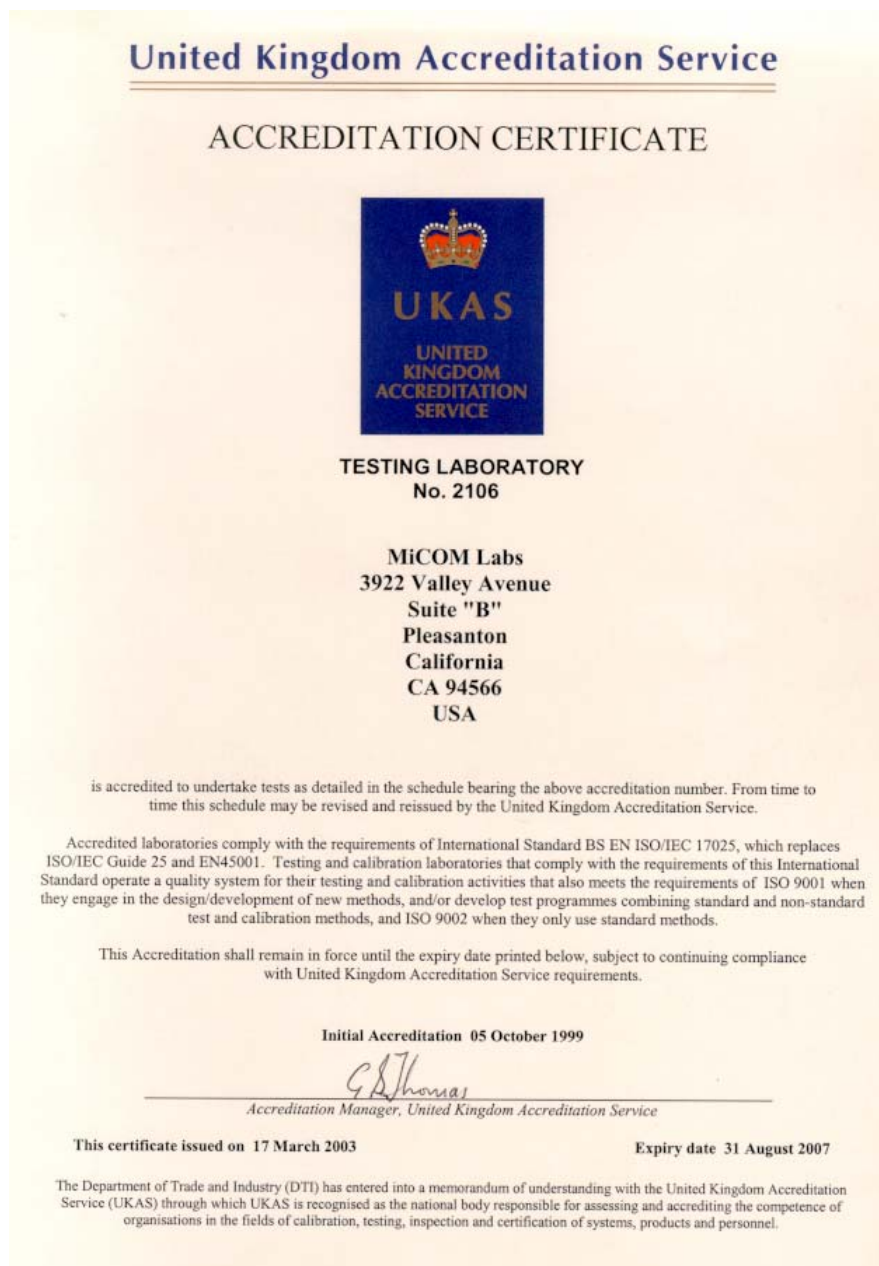 United Kingdom Accreditation Service
ACCREDITATION CERTIFICATE
UKAS
UNITED
KINGDOM
ACCREDITATION
SERVICE
TESTING LABORATORY
No. 2106
MiCOM Labs
3922 Valley Avenue
Suite "B"
Pleasanton
California
CA 94566
USA
is accredited to undertake tests as detailed in the schedule bearing the above accreditation number. From time to
time this schedule may be revised and reissued by the United Kingdom Accreditation Service.
Accredited laboratories comply with the requirements of International Standard BS EN ISO/IEC 17025, which replaces
ISO/IEC Guide 25 and EN45001. Testing and calibration laboratories that comply with the requirements of this International
Standard operate a quality system for their testing and calibration activities that also meets the requirements of ISO 9001 when
they engage in the design/development of new methods, and/or develop test programmes combining standard and non-standard
test and calibration methods, and ISO 9002 when they only use standard methods.
This Accreditation shall remain in force until the expiry date printed below, subject to continuing compliance
with United Kingdom Accreditation Service requirements.
Initial Accreditation 05 October 1999
G S Thomas
Accreditation Manager, United Kingdom Accreditation Service
This certificate issued on 17 March 2003
Expiry date 31 August 2007
The Department of Trade and Industry (DTI) has entered into a memorandum of understanding with the United Kingdom Accreditation
Service (UKAS) through which UKAS is recognised as the national body responsible for assessing and accrediting the competence of
organisations in the fields of calibration, testing, inspection and certification of systems, products and personnel.